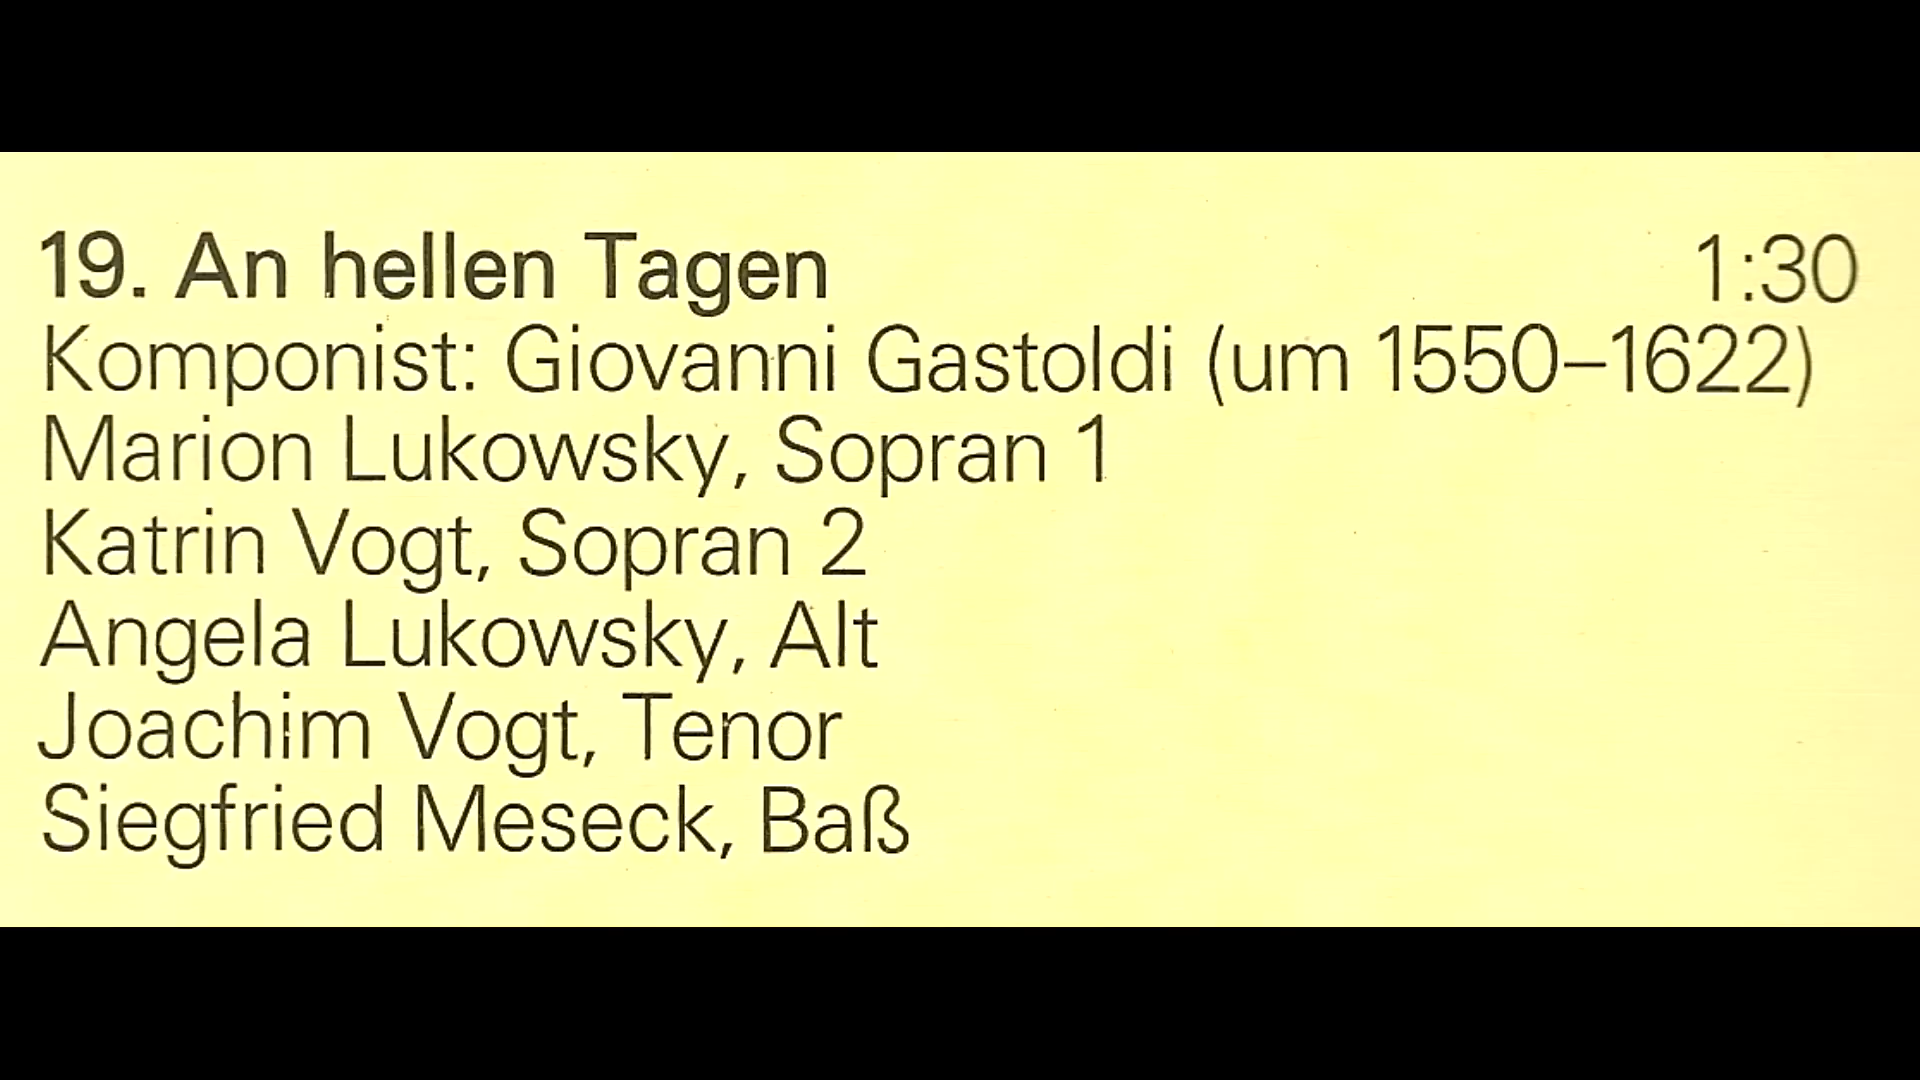 19. An hellen Tagen 1:30
Komponist: Giovanni Gastoldi (um 1550–1622)
Marion Lukowsky, Sopran 1
Katrin Vogt, Sopran 2
Angela Lukowsky, Alt
Joachim Vogt, Tenor
Siegfried Meseck, Baß